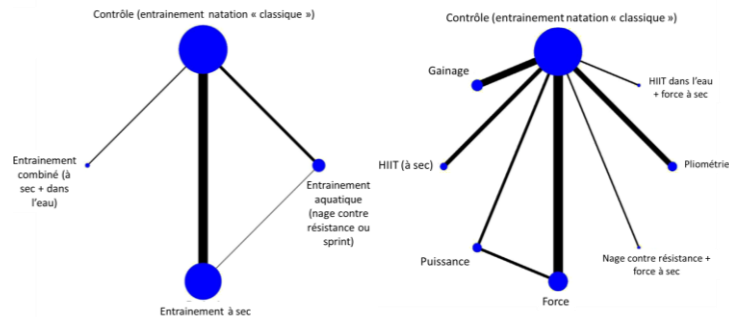 Contrôle (entrainement natation « classique »)
Entrainement
combiné (à
sec + dans
l'eau)
Entrainement
aquatique
(nage contre
résistance ou
sprint)
Entrainement à sec
Contrôle (entrainement natation « classique »)
Gainage
HIIT dans l'eau
+ force à sec
HIIT (à sec)
Pliométrie
Puissance
Nage contre résistance +
force à sec
Force